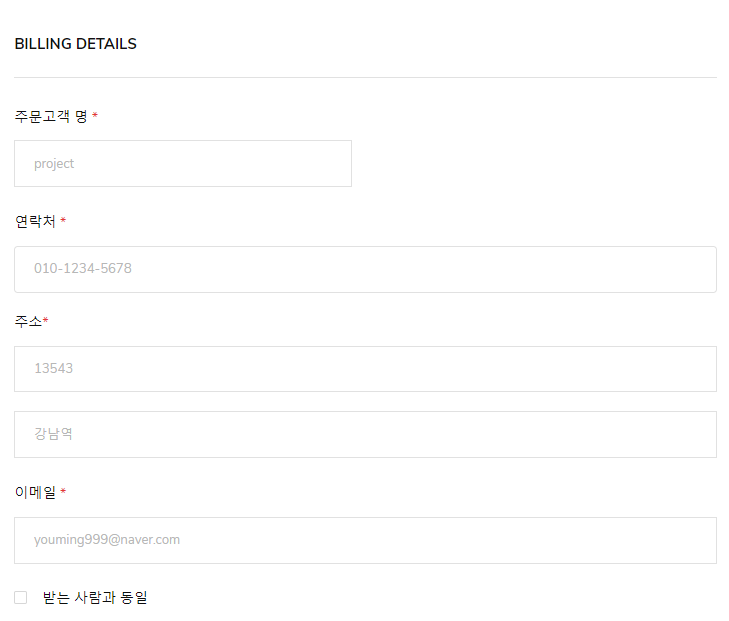 BILLING DETAILS
주문고객 명 *
project
연락처 *
010-1234-5678
주소*
13543
강남역
이메일 *
youming999@naver.com
받는 사람과 동일